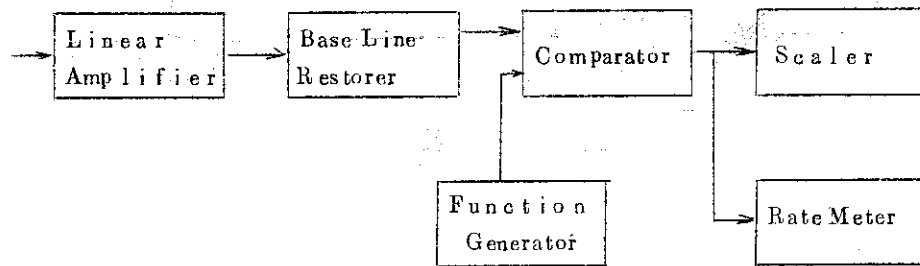 Linear
Amplifier
Base Line
Restorer
Comparator
Scaler
Function
Generator
Rate Meter